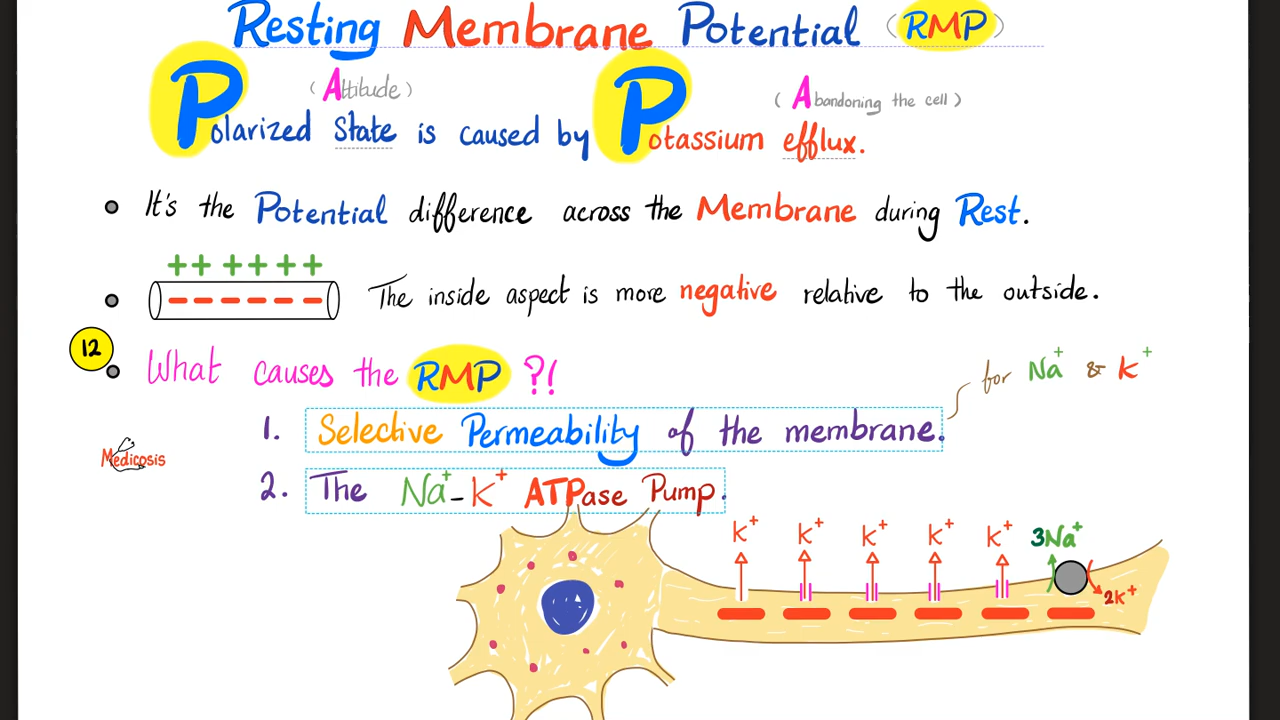 Resting Membrane Potential (RMP)
(Attitude) (Abandoning the cell)
Polarized State is caused by Potassium efflux.
It's the Potential difference across the Membrane during Rest.
++ ++ ++
The inside aspect is more negative relative to the outside.
12
What causes the RMP ?!
for Na+ & K+
1. Selective Permeability of the membrane.
Medicosis
2. The Na+-K+ ATPase Pump.
K+ K+ K+ K+ K+ 3Na+
2K+